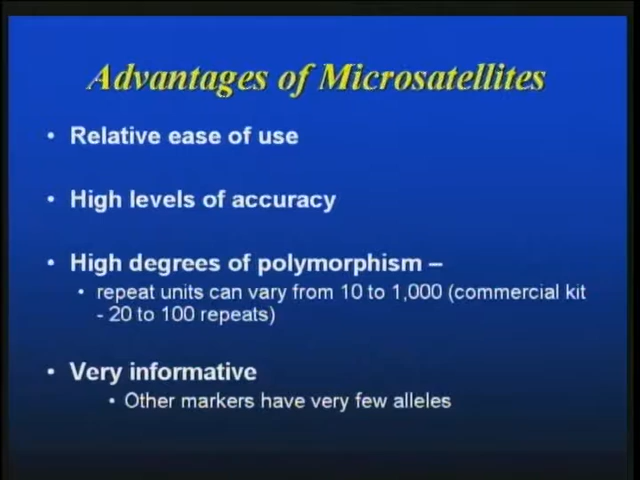 Advantages of Microsatellites
• Relative ease of use
• High levels of accuracy
• High degrees of polymorphism –
• repeat units can vary from 10 to 1,000 (commercial kit
- 20 to 100 repeats)
• Very informative
• Other markers have very few alleles